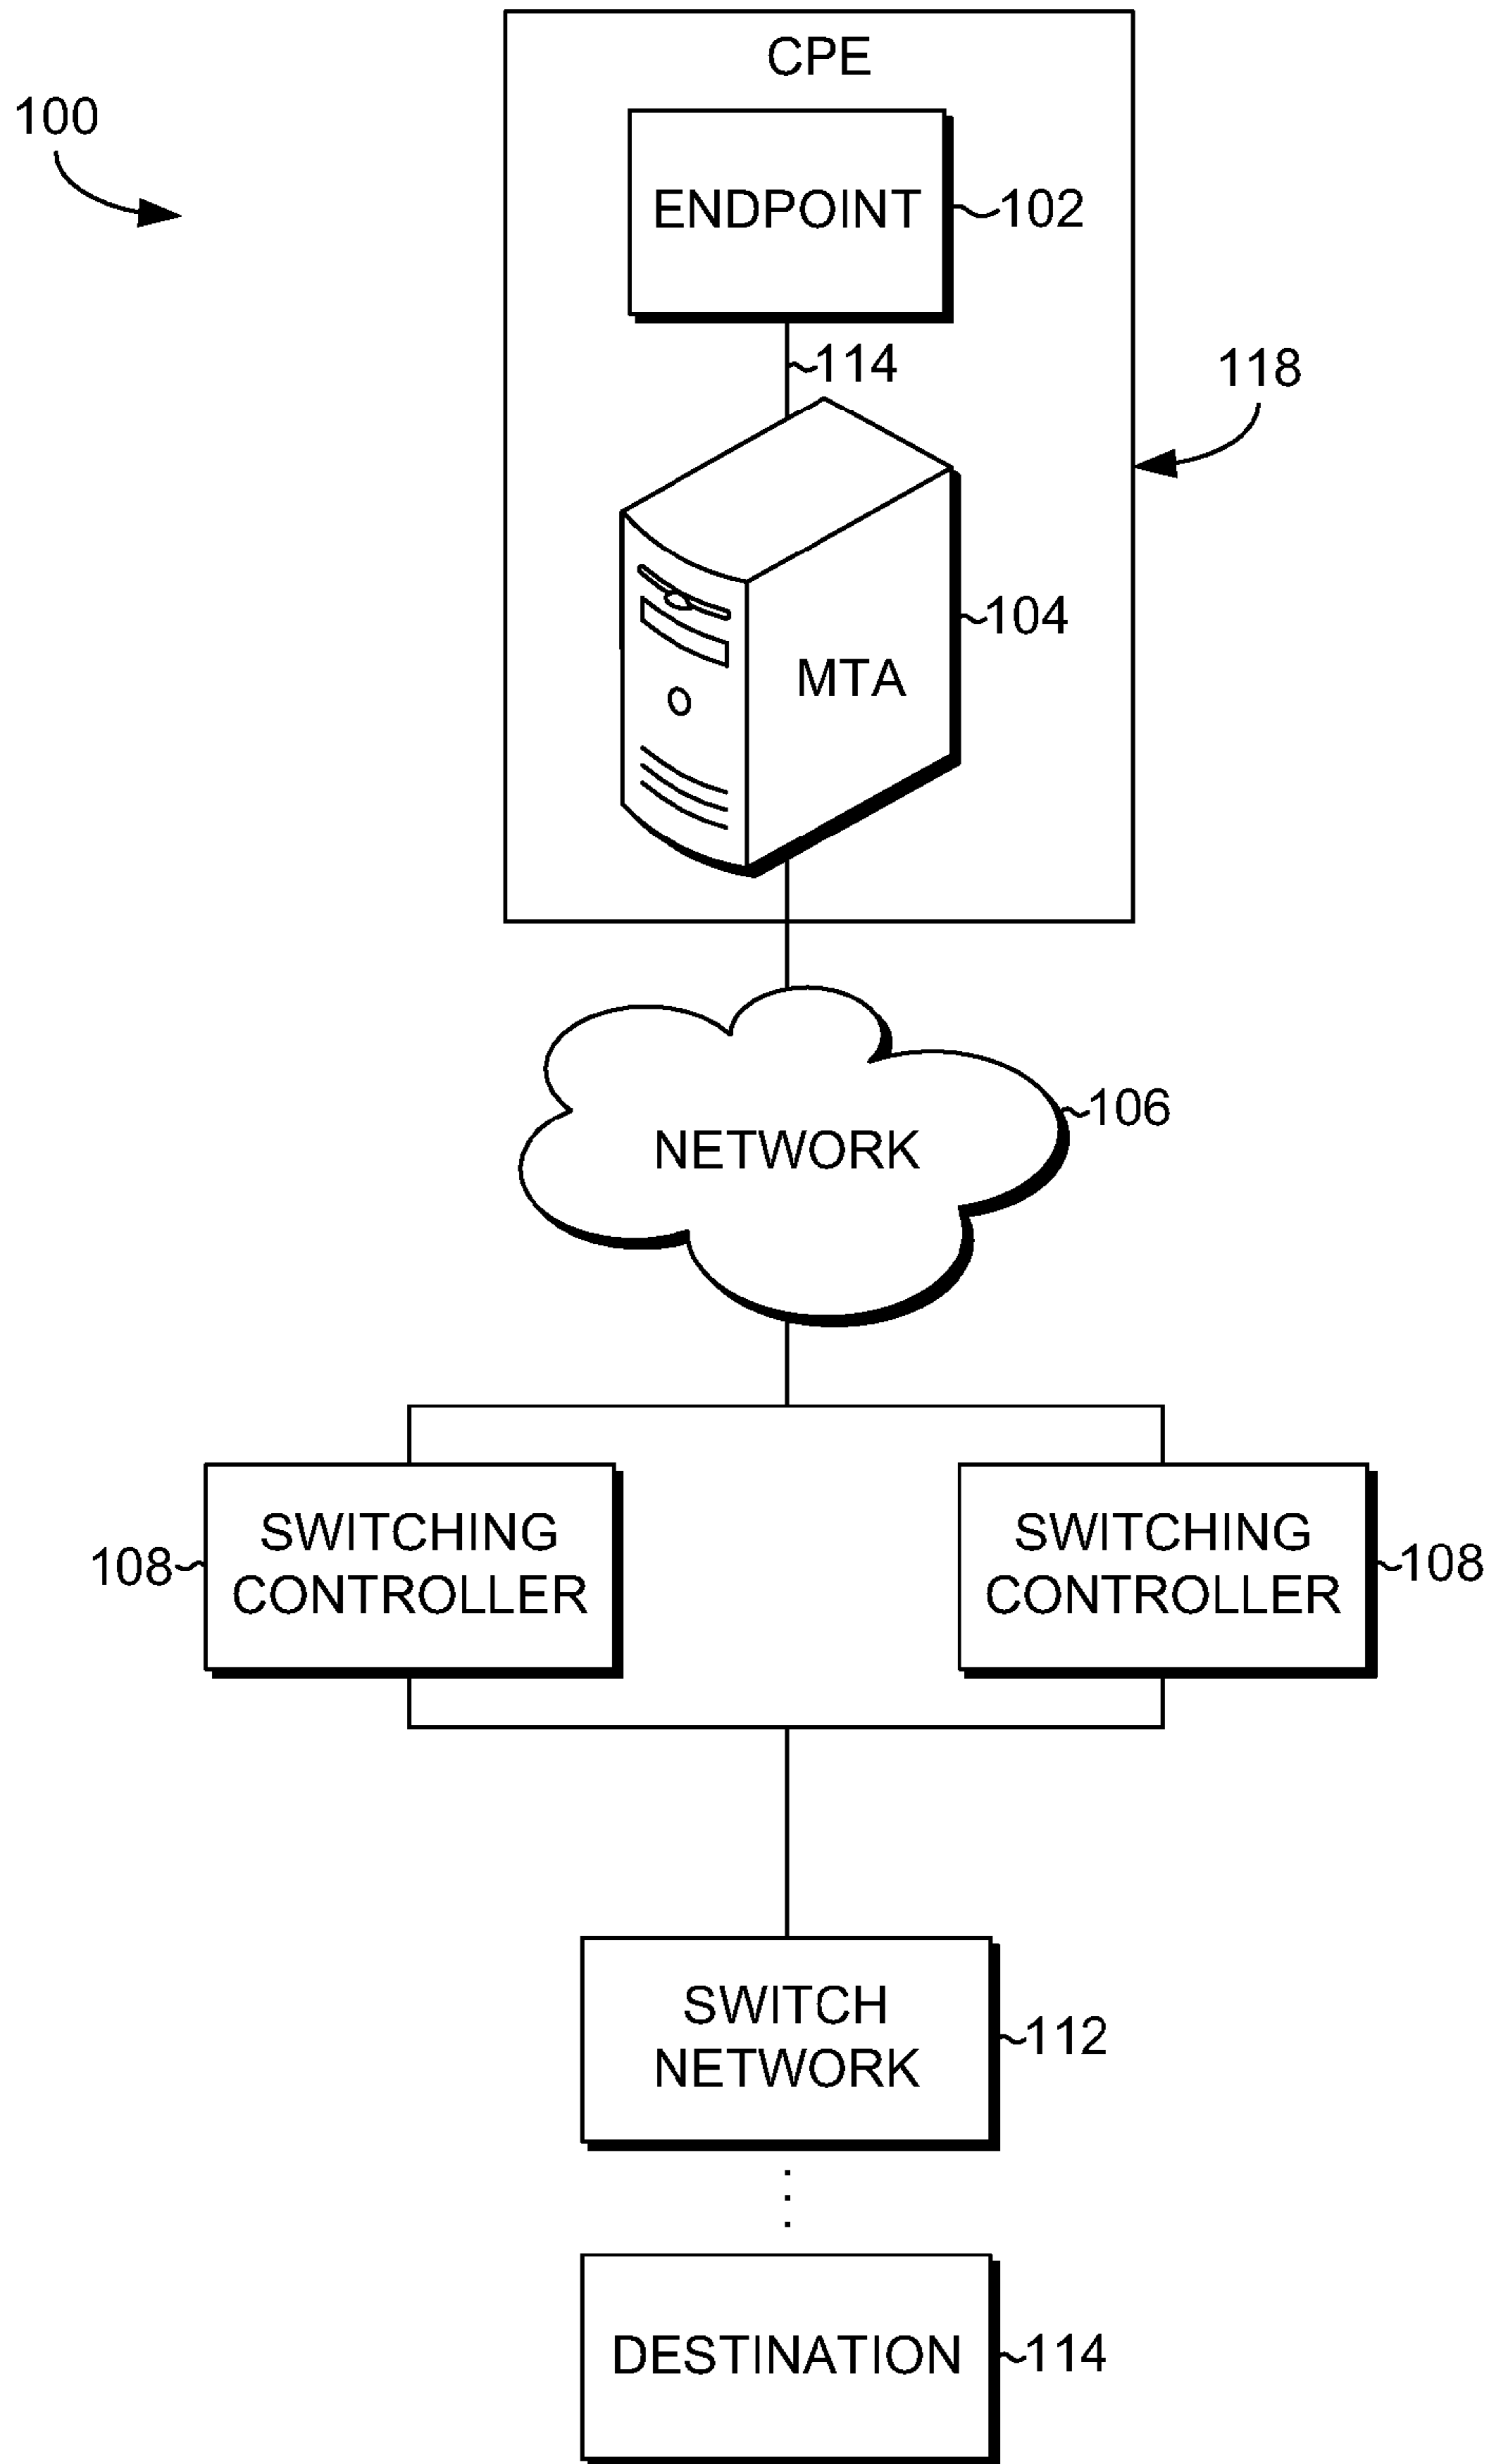 CPE
100
ENDPOINT
102
114
118
104
MTA
106
NETWORK
SWITCHING
CONTROLLER
108
SWITCHING
CONTROLLER
108
SWITCH
NETWORK
112
DESTINATION
114